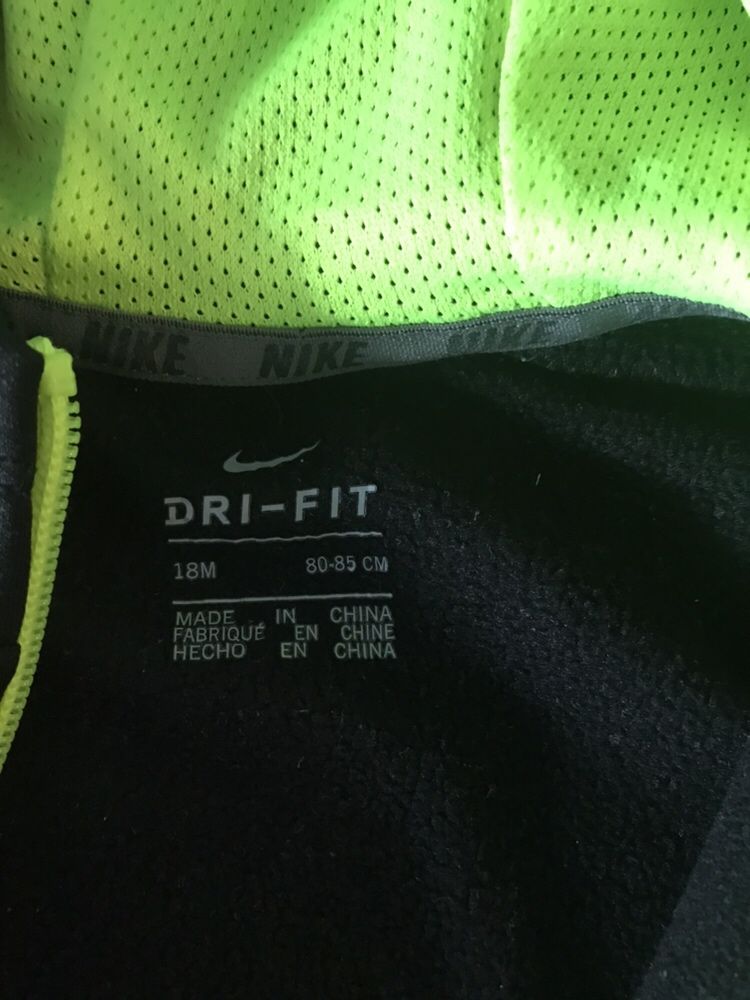 NIKE NIKE NIKE
DRI-FIT
18M 80-85 CM
MADE IN CHINA
FABRIQUÉ EN CHINE
HECHO EN CHINA